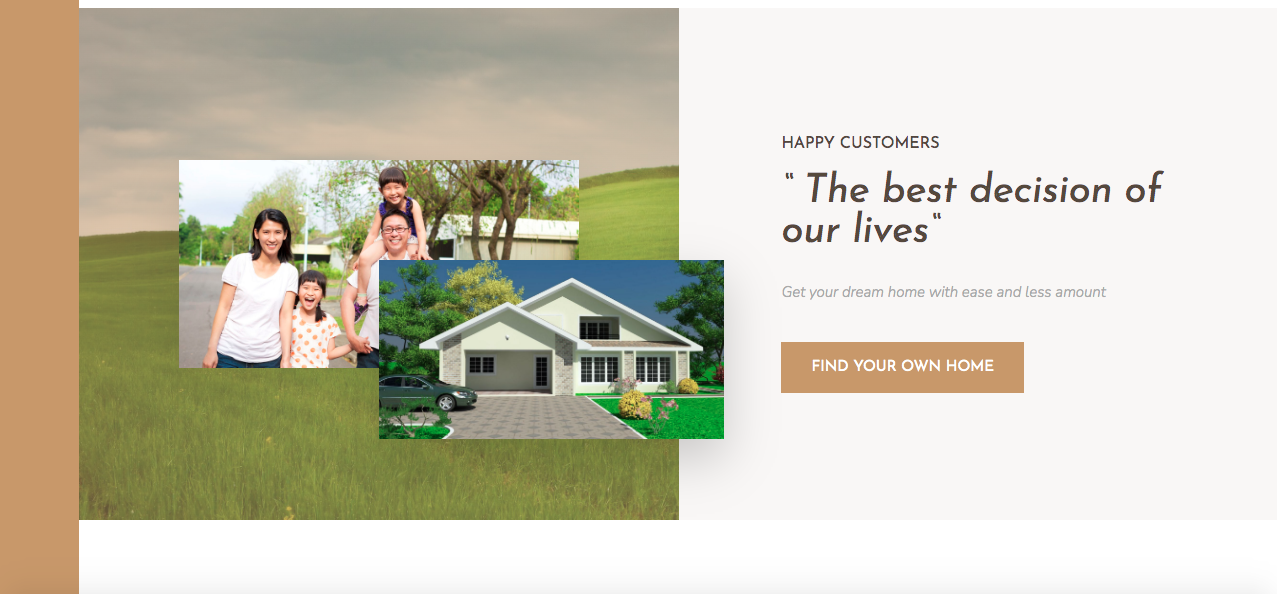 HAPPY CUSTOMERS
“ The best decision of
our lives“
Get your dream home with ease and less amount
FIND YOUR OWN HOME